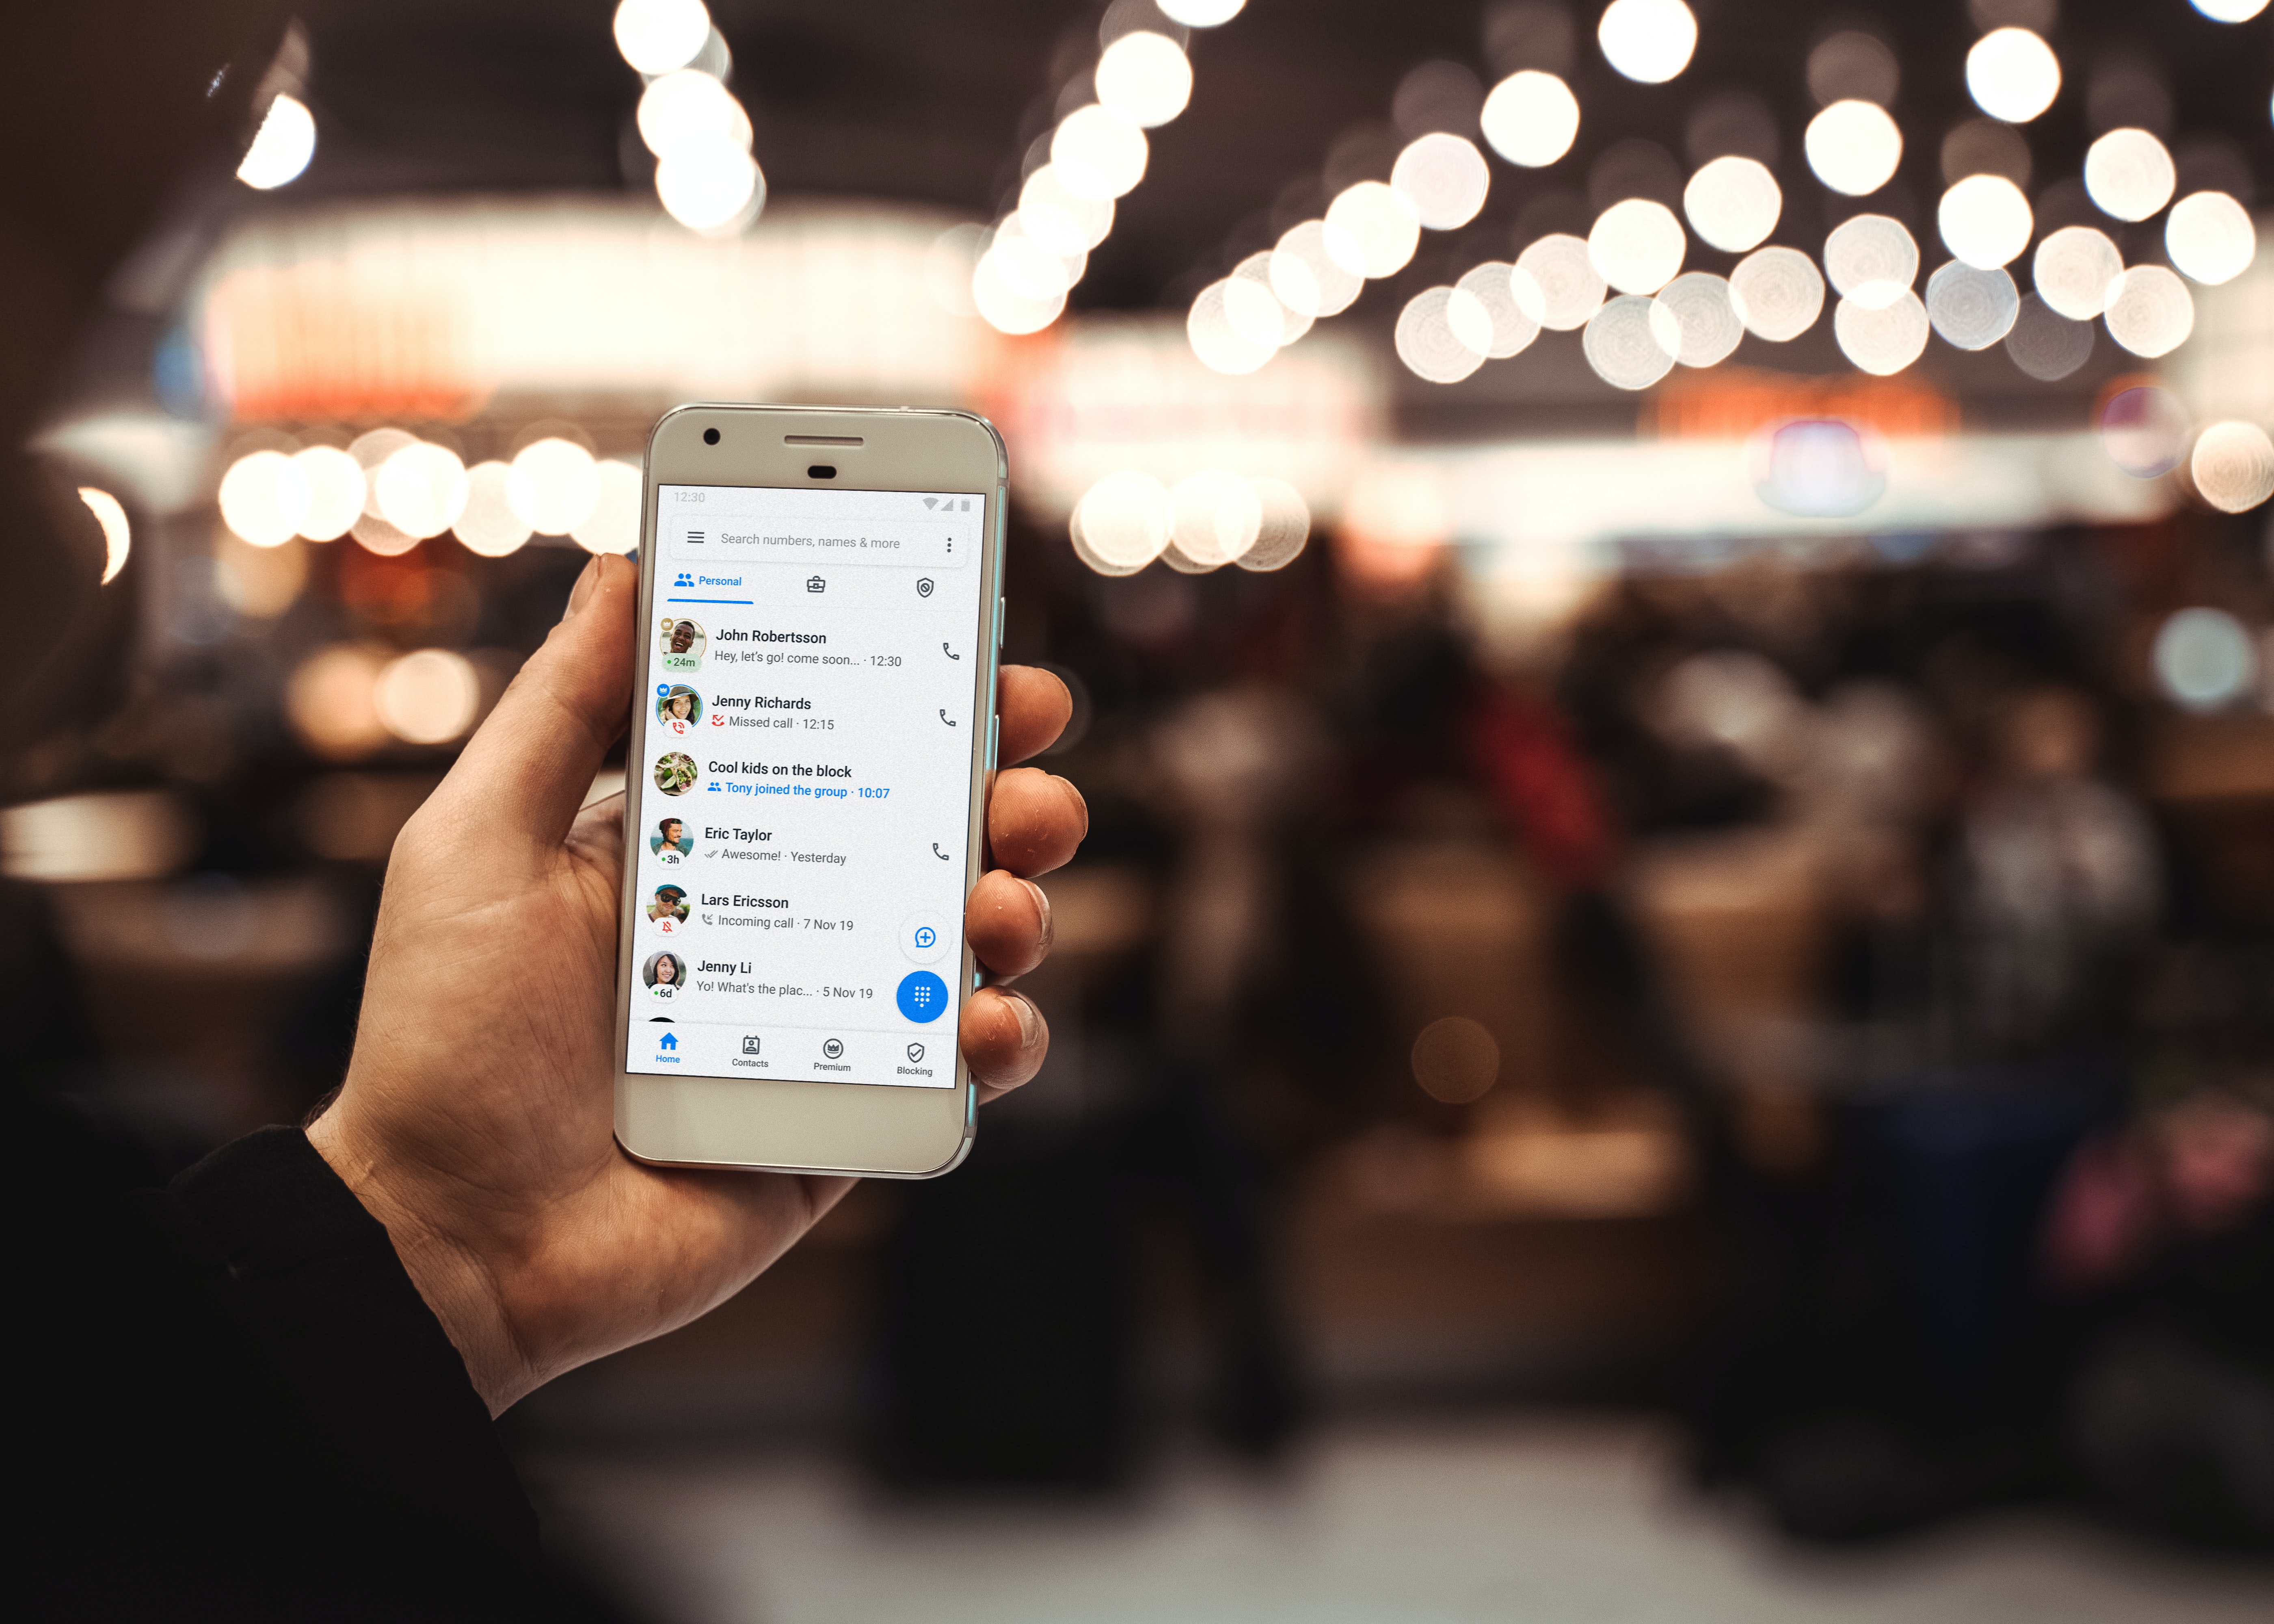 12:30
Search numbers, names & more
Personal
John Robertsson
Hey, let's go! come soon... · 12:30
24m
Jenny Richards
Missed call · 12:15
Cool kids on the block
Tony joined the group · 10:07
Eric Taylor
Awesome! · Yesterday
3h
Lars Ericsson
Incoming call · 7 Nov 19
Jenny Li
Yo! What's the plac... · 5 Nov 19
6d
Home
Contacts
Premium
Blocking